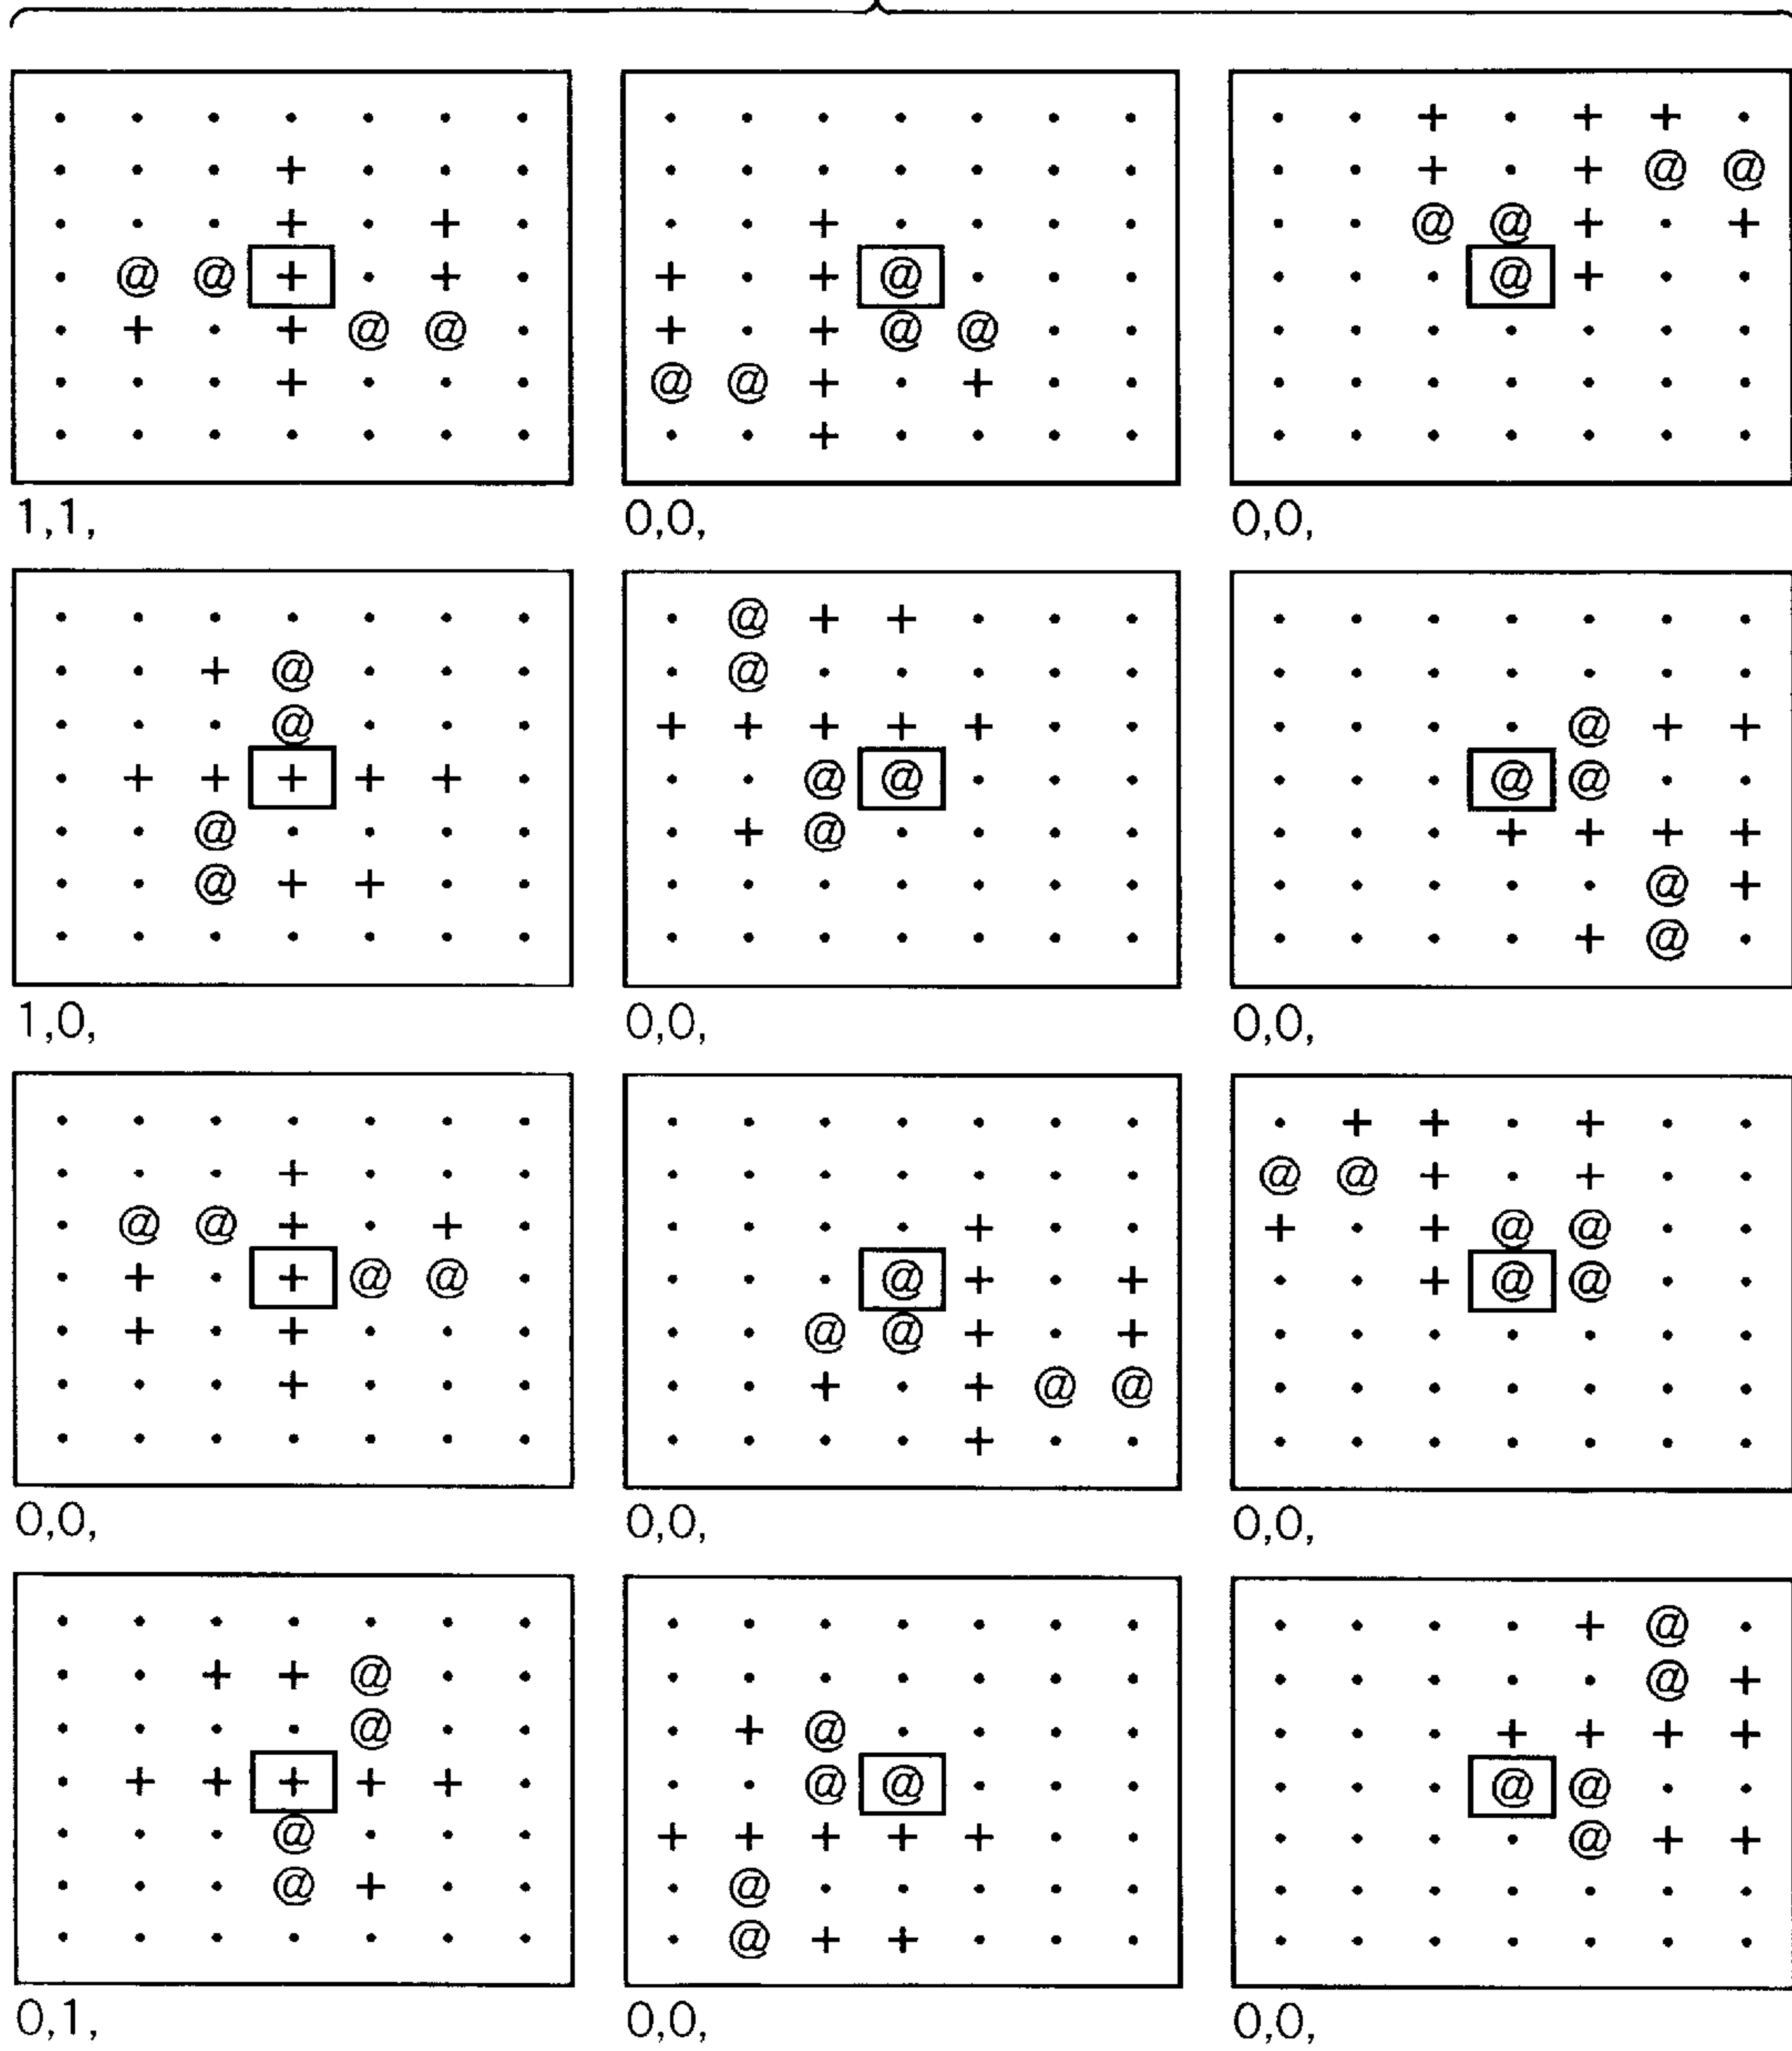 . . . . . . .
. . . + . . .
. . . + . + .
. @ @ + . + .
. + . + @ @ .
. . . + . . .
. . . . . . .
1,1,
. . . . . . .
. . . . . . .
. . + . . . .
+ . + @ . . .
+ . + @ @ . .
@ @ + . + . .
. . + . . . .
0,0,
. . + . + + .
. . + . + @ @
. . @ @ + . +
. . . @ + . .
. . . . . . .
. . . . . . .
. . . . . . .
0,0,
. . . . . . .
. . + @ . . .
. . . @ . . .
. + + + + + .
. . @ . . . .
. . @ + + . .
. . . . . . .
1,0,
. @ + + . . .
. @ . . . . .
+ + + + + . .
. . @ @ . . .
. + @ . . . .
. . . . . . .
. . . . . . .
0,0,
. . . . . . .
. . . . . . .
. . . . @ + +
. . . @ @ . .
. . . + + + +
. . . . . @ +
. . . . + @ .
0,0,
. . . . . . .
. . . + . . .
. @ @ + . + .
. + . + @ @ .
. + . + . . .
. . . + . . .
. . . . . . .
0,0,
. . . . . . .
. . . . . . .
. . . . + . .
. . . @ + . +
. . @ @ + . +
. . + . + @ @
. . . . + . .
0,0,
. + + . + . .
@ @ + . + . .
+ . + @ @ . .
. . + @ @ . .
. . . . . . .
. . . . . . .
. . . . . . .
0,0,
. . . . . . .
. . + + @ . .
. . . . @ . .
. + + + + + .
. . . @ . . .
. . . @ + . .
. . . . . . .
0,1,
. . . . . . .
. . . . . . .
. + @ . . . .
. . @ @ . . .
+ + + + + . .
. @ . . . . .
. @ + + . . .
0,0,
. . . . + @ .
. . . . . @ +
. . . + + + +
. . . @ @ . .
. . . . @ + +
. . . . . . .
. . . . . . .
0,0,